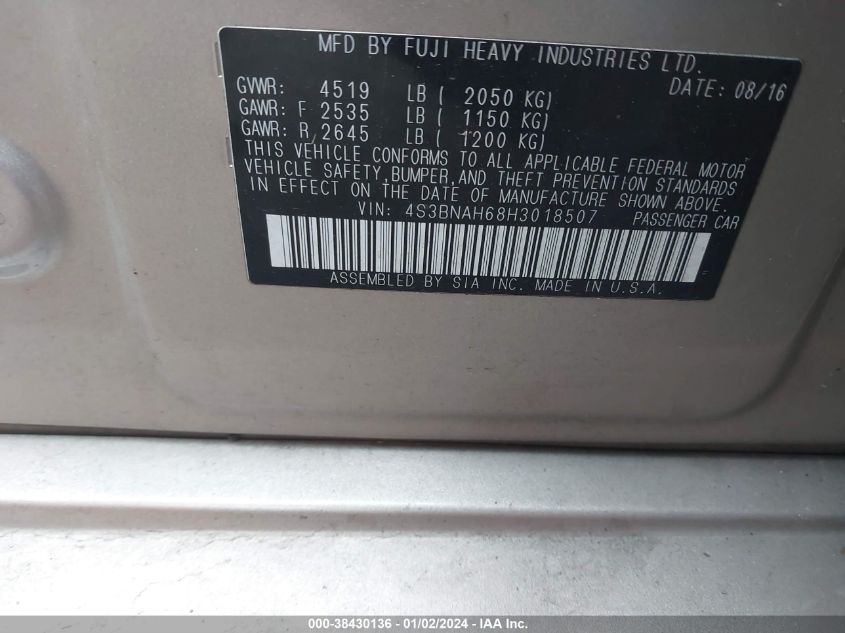 MFD BY FUJI HEAVY INDUSTRIES LTD.
GVWR: 4519 LB ( 2050 KG) DATE: 08/16
GAWR: F 2535 LB ( 1150 KG)
GAWR: R 2645 LB ( 1200 KG)
THIS VEHICLE CONFORMS TO ALL APPLICABLE FEDERAL MOTOR
VEHICLE SAFETY, BUMPER, AND THEFT PREVENTION STANDARDS
IN EFFECT ON THE DATE OF MANUFACTURE SHOWN ABOVE.
VIN: 4S3BNAH68H3018507 PASSENGER CAR
ASSEMBLED BY SIA INC. MADE IN U.S.A.
000-38430136 - 01/02/2024 - IAA Inc.